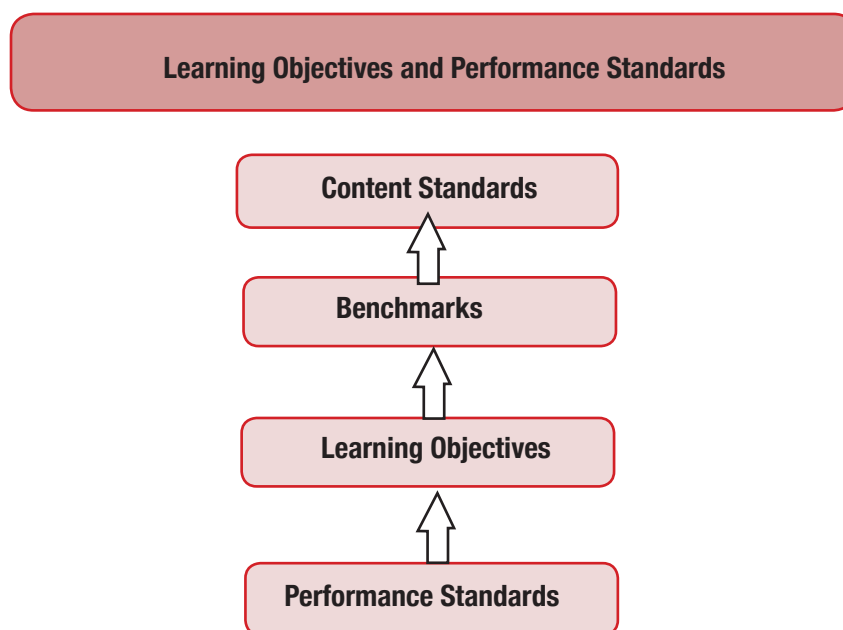 Learning Objectives and Performance Standards
Content Standards
Benchmarks
Learning Objectives
Performance Standards